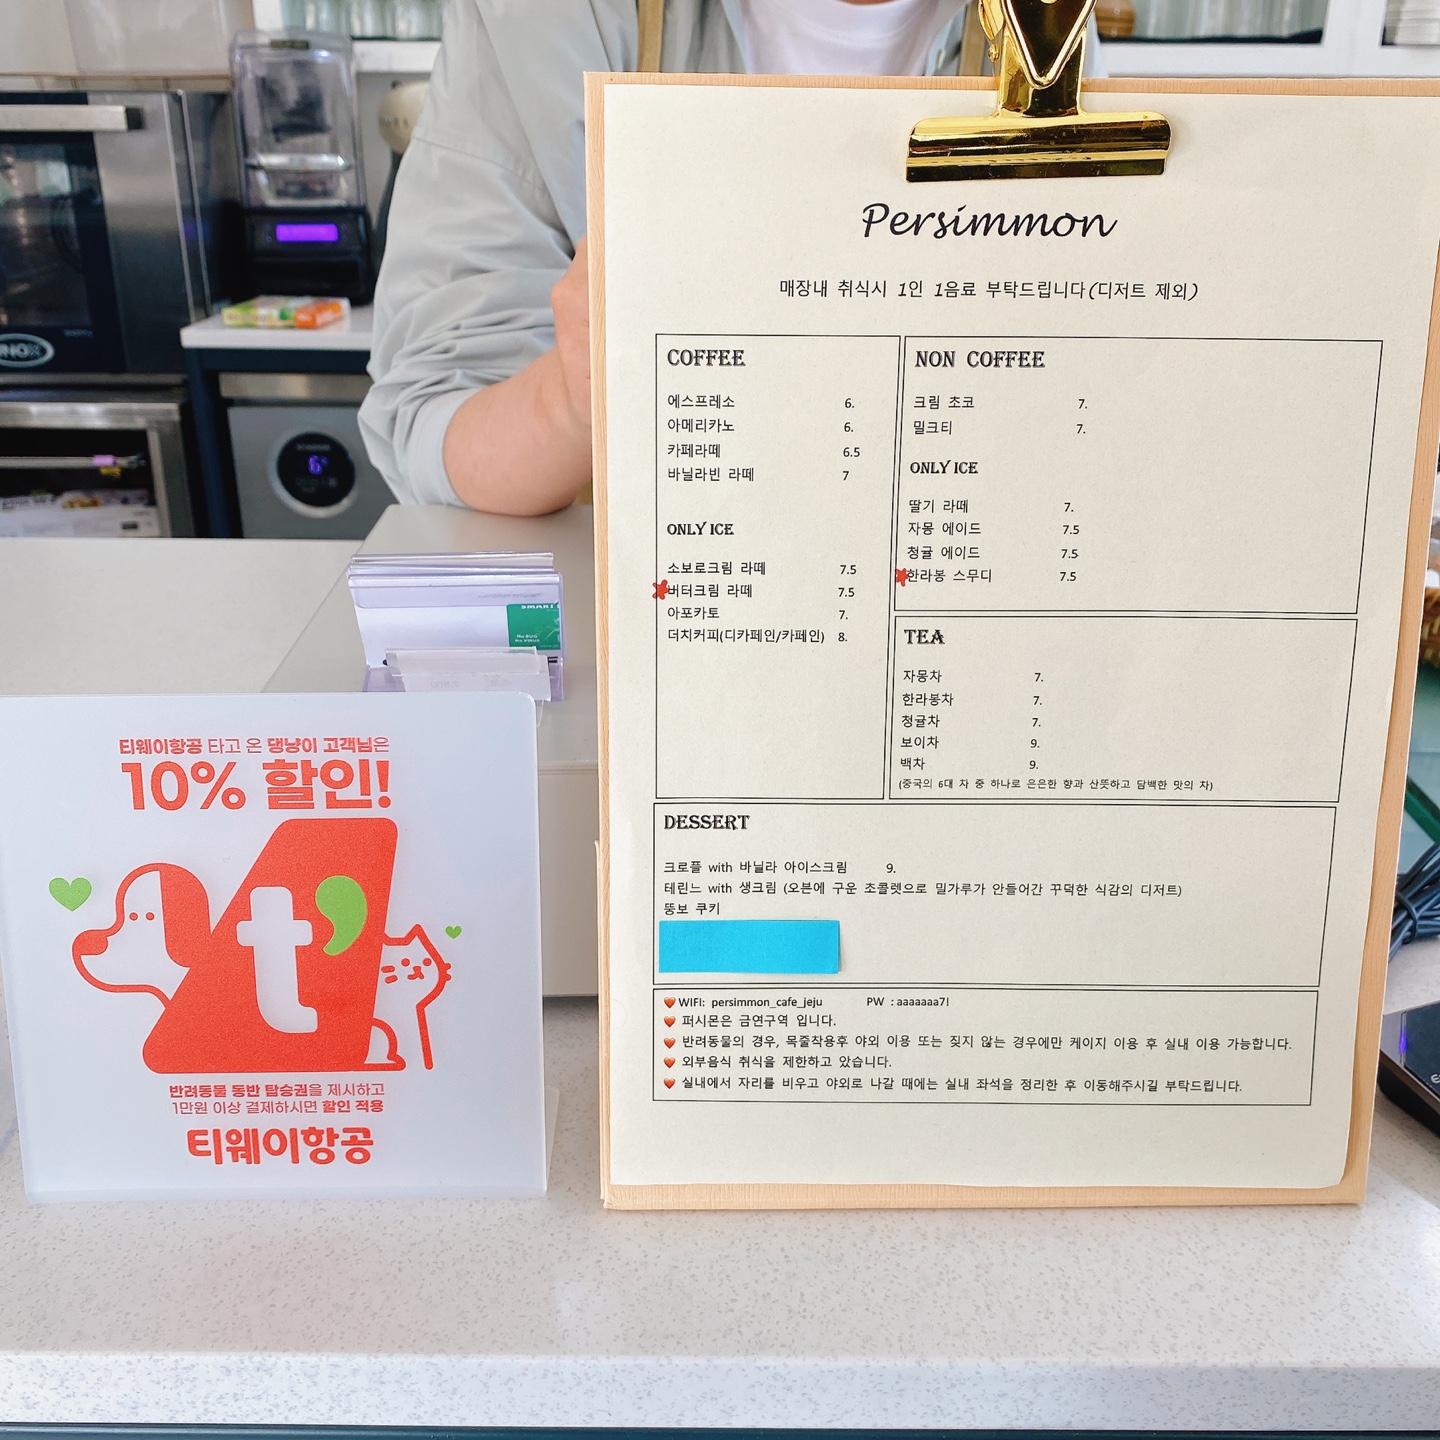 Persimmon
매장내 취식시 1인 1음료 부탁드립니다(디저트 제외)
COFFEE
에스프레소 6.
아메리카노 6.
카페라떼 6.5
바닐라빈 라떼 7
ONLY ICE
소보로크림 라떼 7.5
버터크림 라떼 7.5
아포카토 7.
더치커피(디카페인/카페인) 8.
NON COFFEE
크림 초코 7.
밀크티 7.
ONLY ICE
딸기 라떼 7.
자몽 에이드 7.5
청귤 에이드 7.5
한라봉 스무디 7.5
TEA
자몽차 7.
한라봉차 7.
청귤차 7.
보이차 9.
백차 9.
(중국의 6대 차 중 하나로 은은한 향과 산뜻하고 담백한 맛의 차)
DESSERT
크로플 with 바닐라 아이스크림 9.
테린느 with 생크림 (오븐에 구운 초콜렛으로 밀가루가 안들어간 꾸덕한 식감의 디저트)
뚱보 쿠키
WIFI: persimmon_cafe_jeju PW : aaaaaaa7!
퍼시몬은 금연구역 입니다.
반려동물의 경우, 목줄착용후 야외 이용 또는 짖지 않는 경우에만 케이지 이용 후 실내 이용 가능합니다.
외부음식 취식을 제한하고 았습니다.
실내에서 자리를 비우고 야외로 나갈 때에는 실내 좌석을 정리한 후 이동해주시길 부탁드립니다.
티웨이항공 타고 온 댕냥이 고객님은
10% 할인!
t'
반려동물 동반 탑승권을 제시하고
1만원 이상 결제하시면 할인 적용
티웨이항공